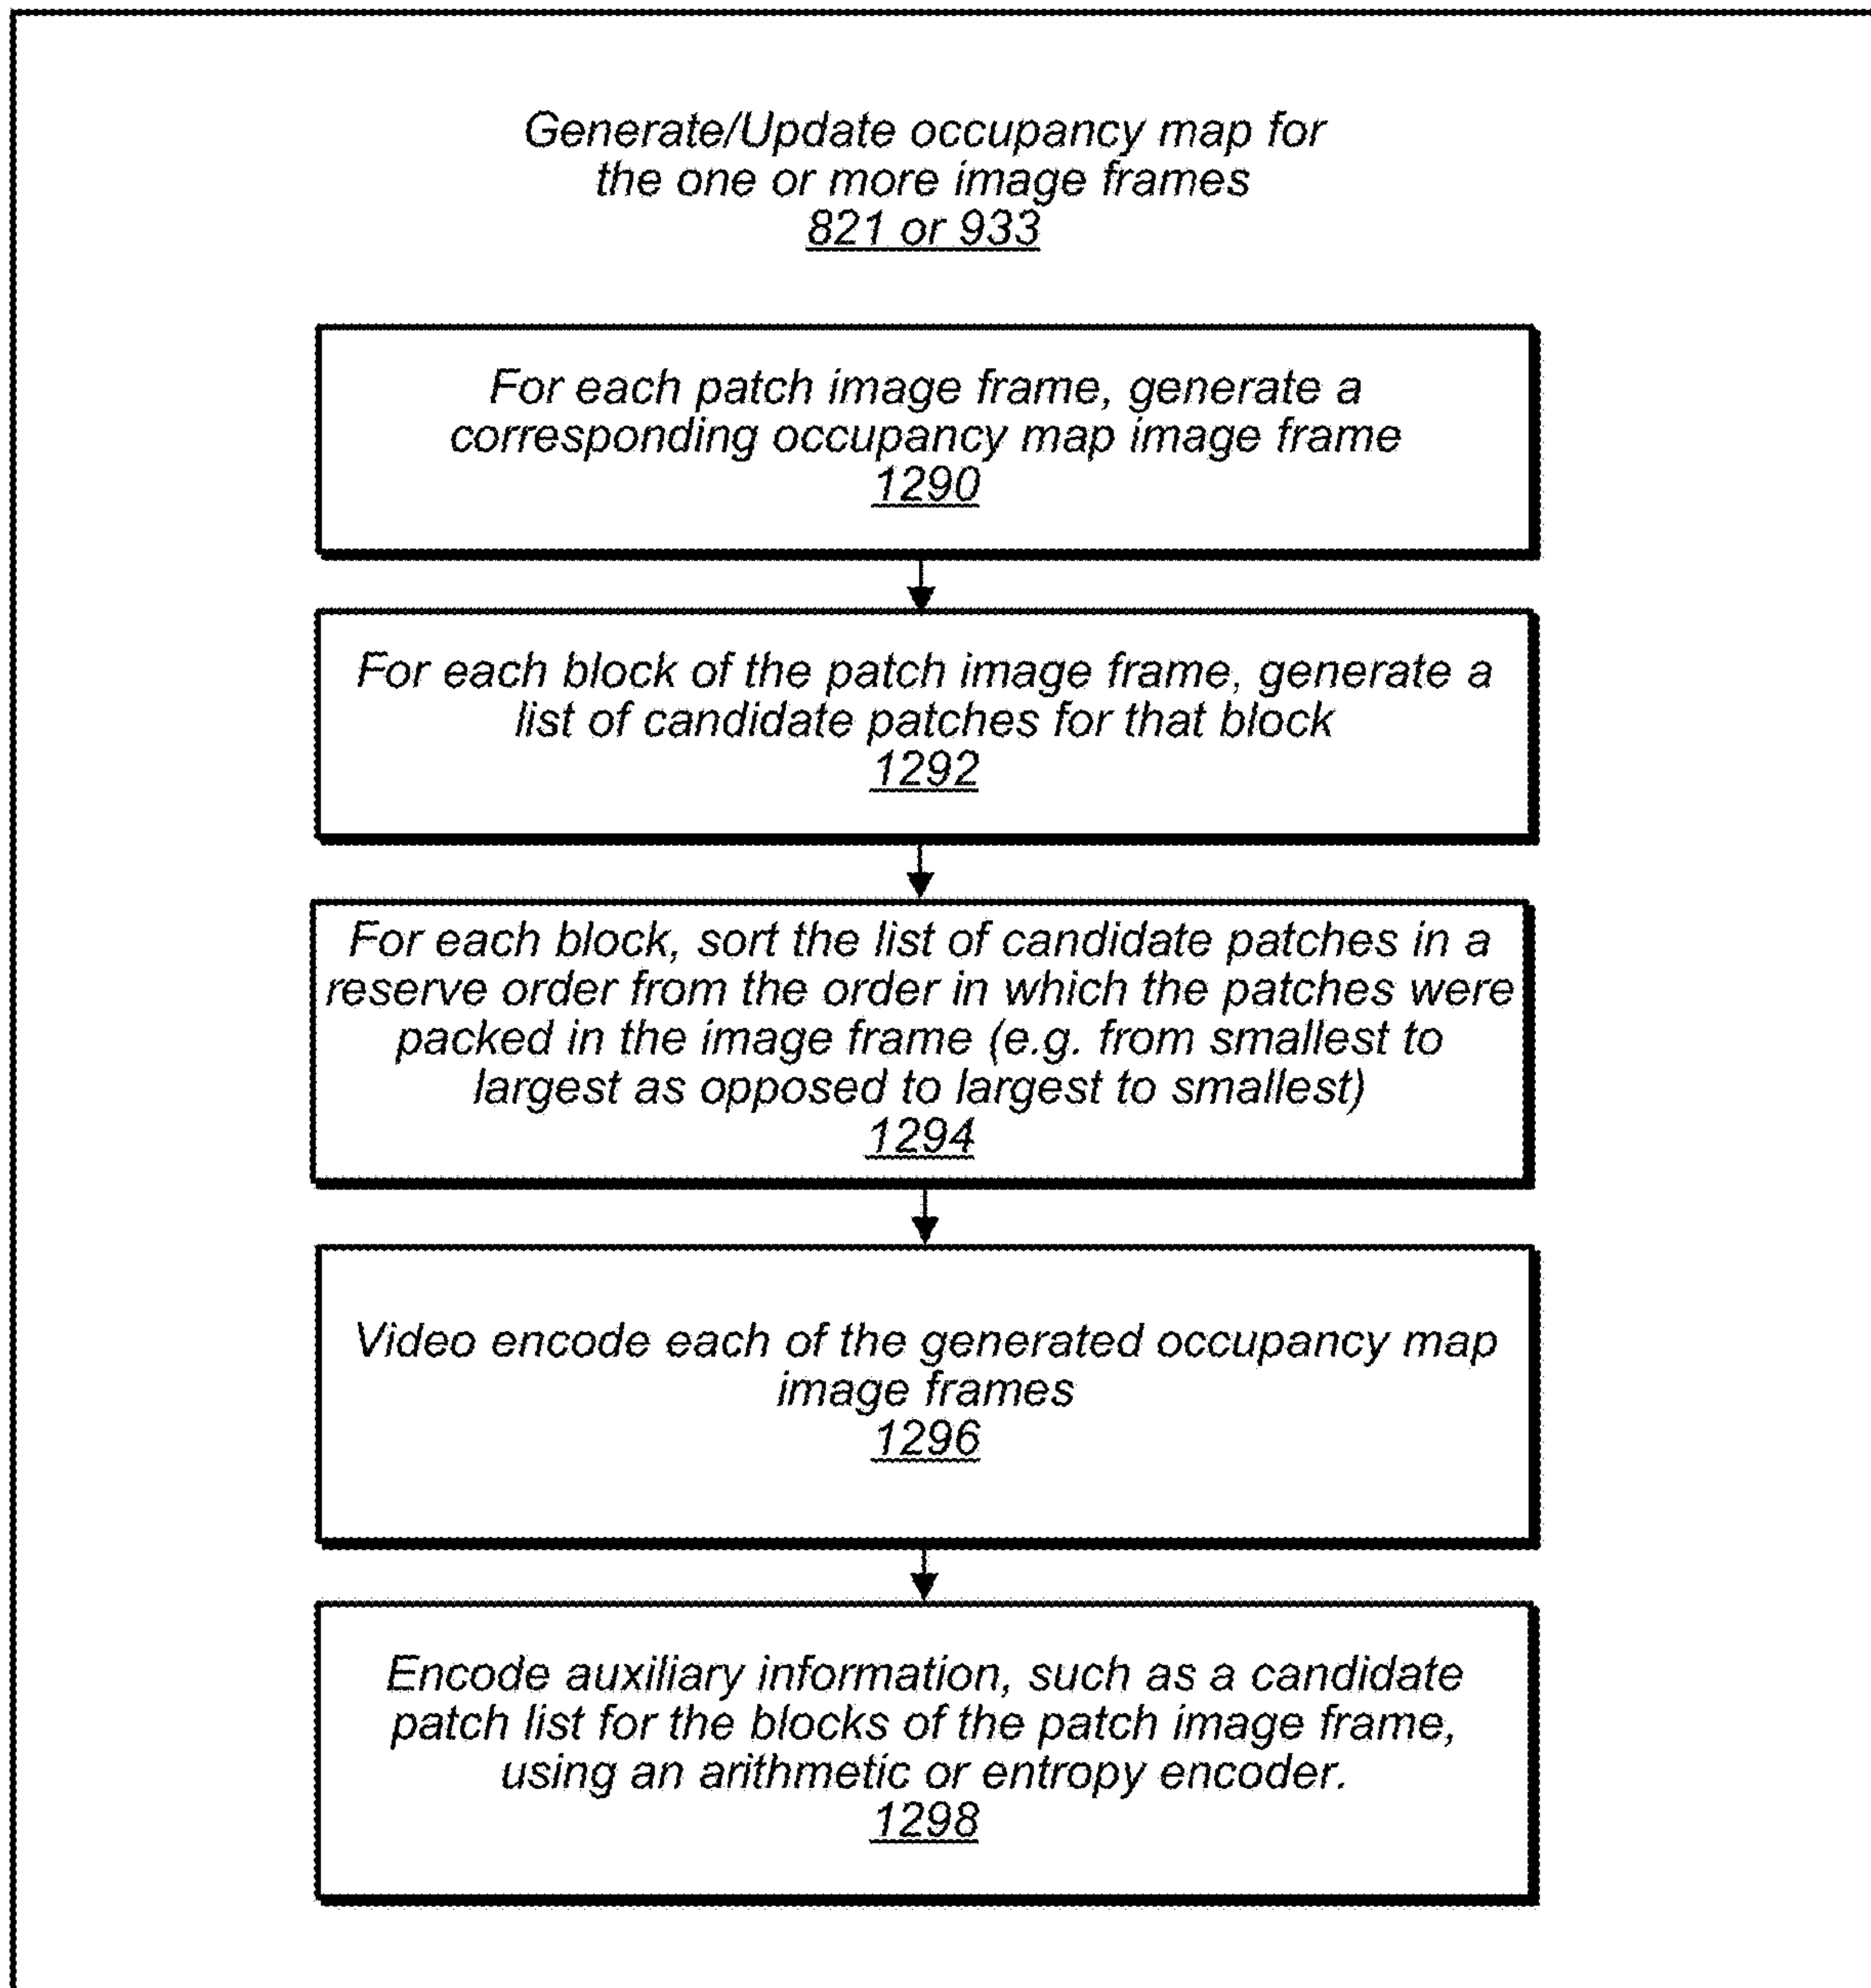 Generate/Update occupancy map for
the one or more image frames
821 or 933
For each patch image frame, generate a
corresponding occupancy map image frame
1290
For each block of the patch image frame, generate a
list of candidate patches for that block
1292
For each block, sort the list of candidate patches in a
reserve order from the order in which the patches were
packed in the image frame (e.g. from smallest to
largest as opposed to largest to smallest)
1294
Video encode each of the generated occupancy map
image frames
1296
Encode auxiliary information, such as a candidate
patch list for the blocks of the patch image frame,
using an arithmetic or entropy encoder.
1298